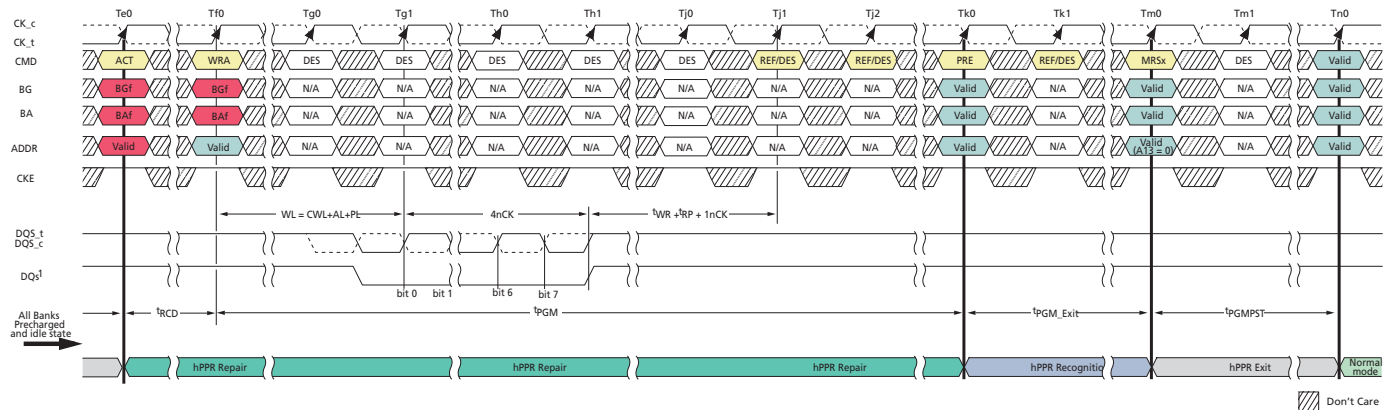 Te0 Tf0 Tg0 Tg1 Th0 Th1 Tj0 Tj1 Tj2 Tk0 Tk1 Tm0 Tm1 Tn0
CK_c
CK_t
CMD ACT WRA DES DES DES DES DES REF/DES REF/DES PRE REF/DES MRSx DES Valid
BG BGf BGf N/A N/A N/A N/A N/A N/A N/A Valid N/A Valid N/A Valid
BA BAf BAf N/A N/A N/A N/A N/A N/A N/A Valid N/A Valid N/A Valid
ADDR Valid Valid N/A N/A N/A N/A N/A N/A N/A Valid N/A Valid (A13 = 0) N/A Valid
CKE
WL = CWL+AL+PL 4nCK tWR + tRP + 1nCK
DQS_t
DQS_c
DQs1
bit 0 bit 1 bit 6 bit 7
All Banks
Precharged
and idle state
tRCD tPGM tPGM_Exit tPGMPST
hPPR Repair hPPR Repair hPPR Repair hPPR Recognitio hPPR Exit Normal
mode
Don't Care